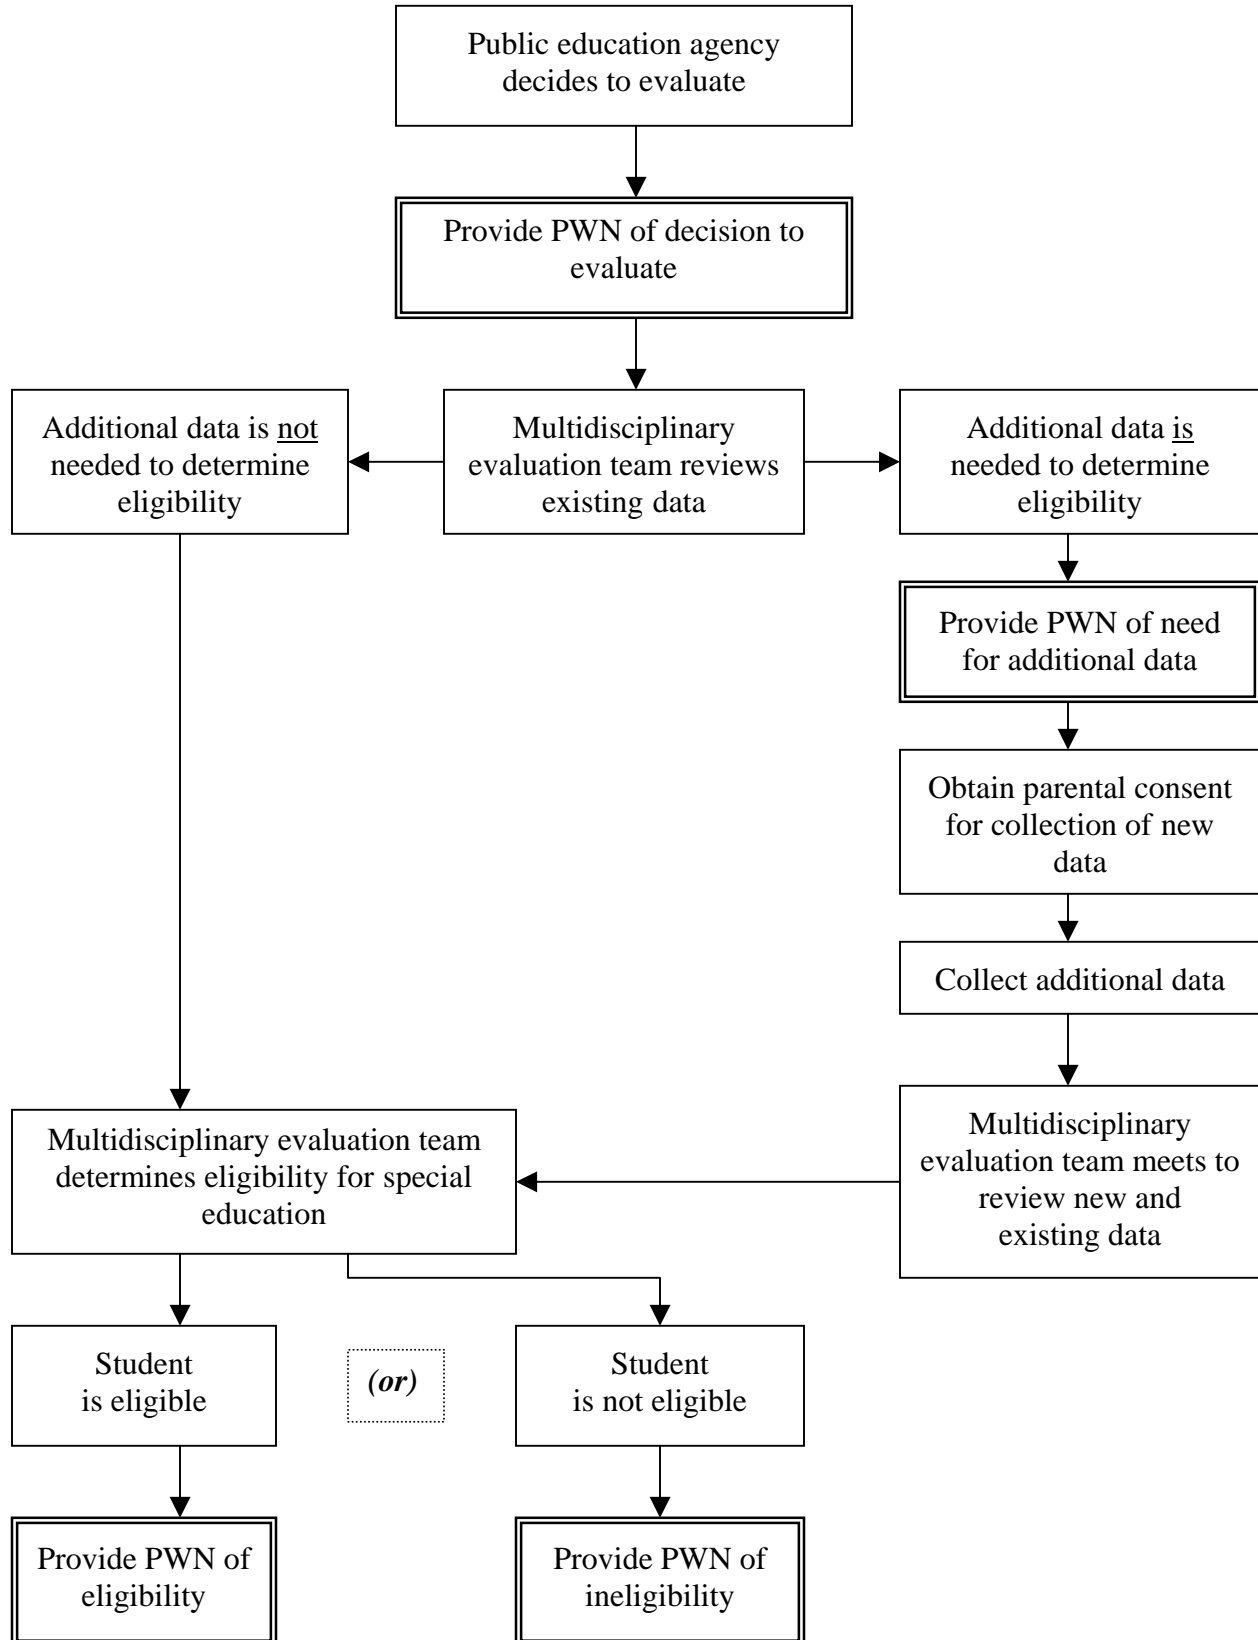 Public education agency
decides to evaluate
Provide PWN of decision to
evaluate
Additional data is not
needed to determine
eligibility
Multidisciplinary
evaluation team reviews
existing data
Additional data is
needed to determine
eligibility
Provide PWN of need
for additional data
Obtain parental consent
for collection of new
data
Collect additional data
Multidisciplinary
evaluation team meets to
review new and
existing data
Multidisciplinary evaluation team
determines eligibility for special
education
Student
is eligible
(or)
Student
is not eligible
Provide PWN of
eligibility
Provide PWN of
ineligibility